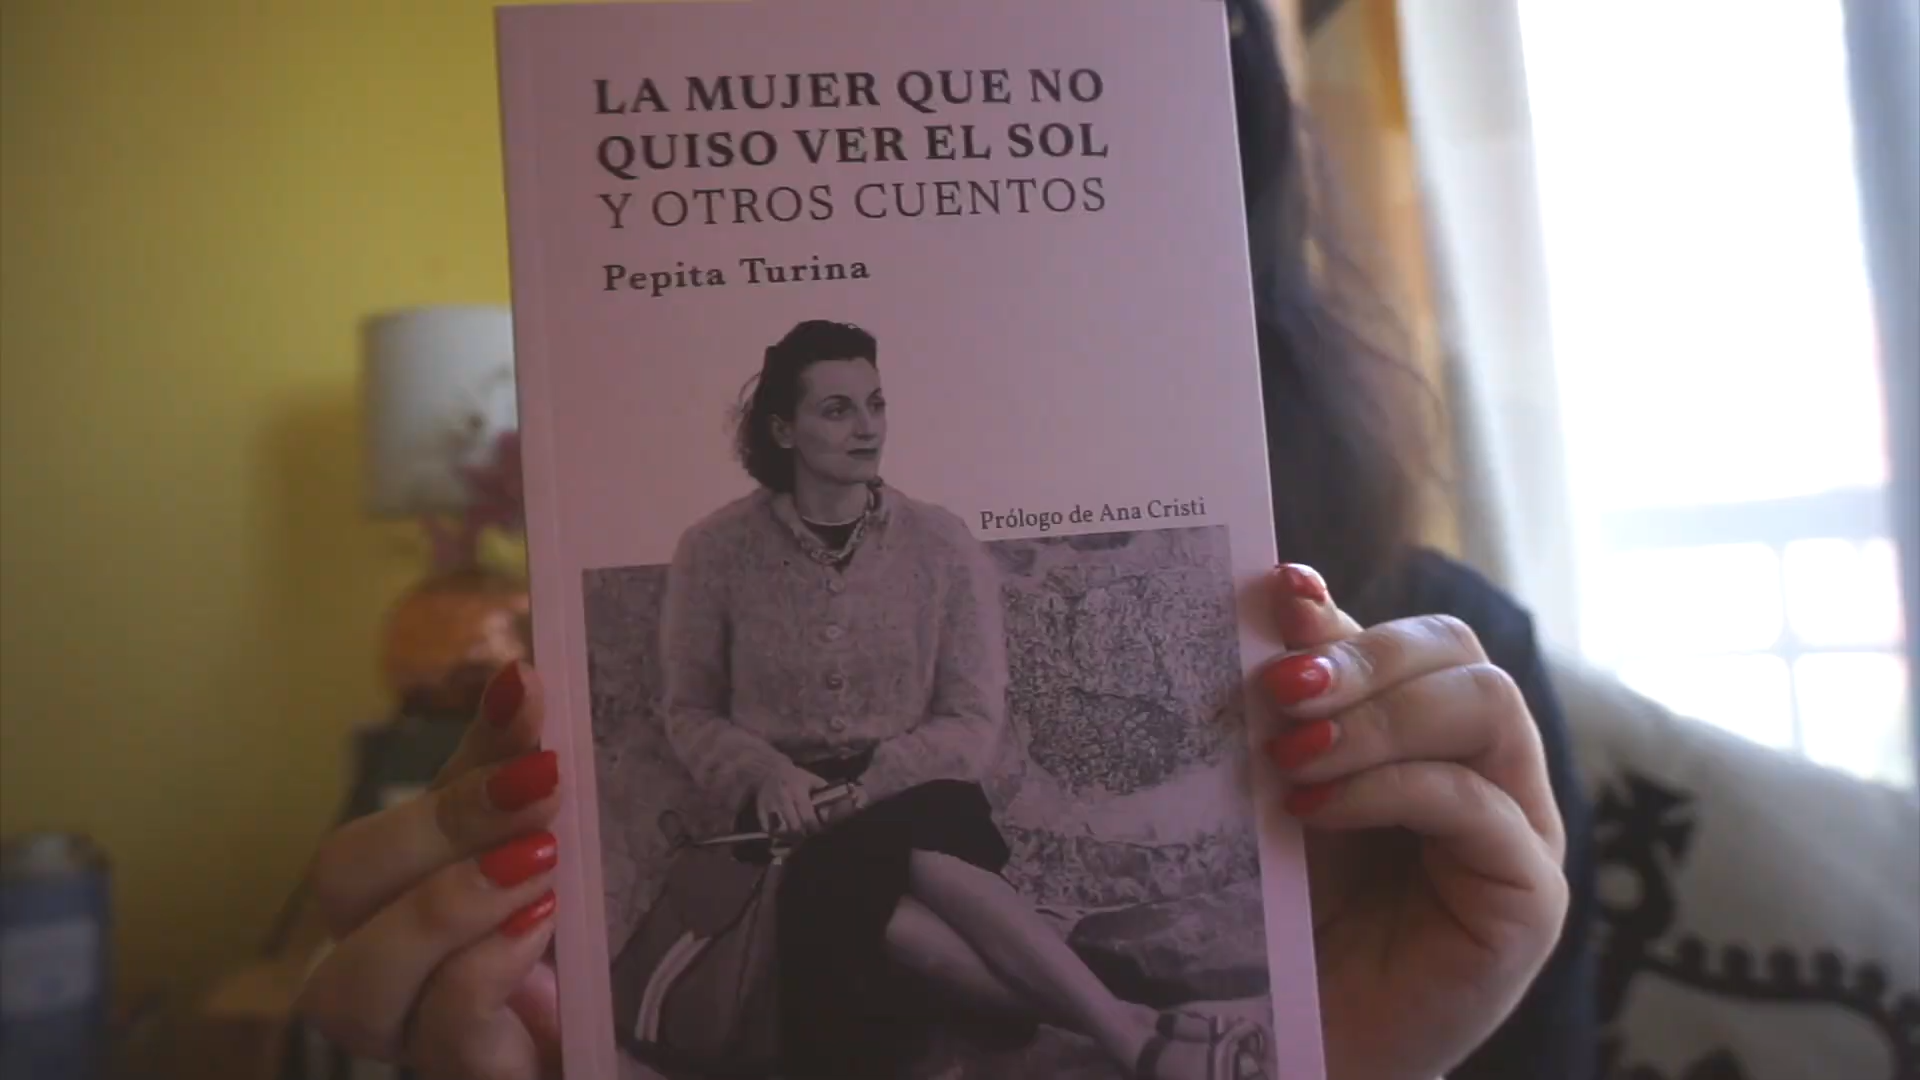 LA MUJER QUE NO
QUISO VER EL SOL
Y OTROS CUENTOS
Pepita Turina
Prólogo de Ana Cristi